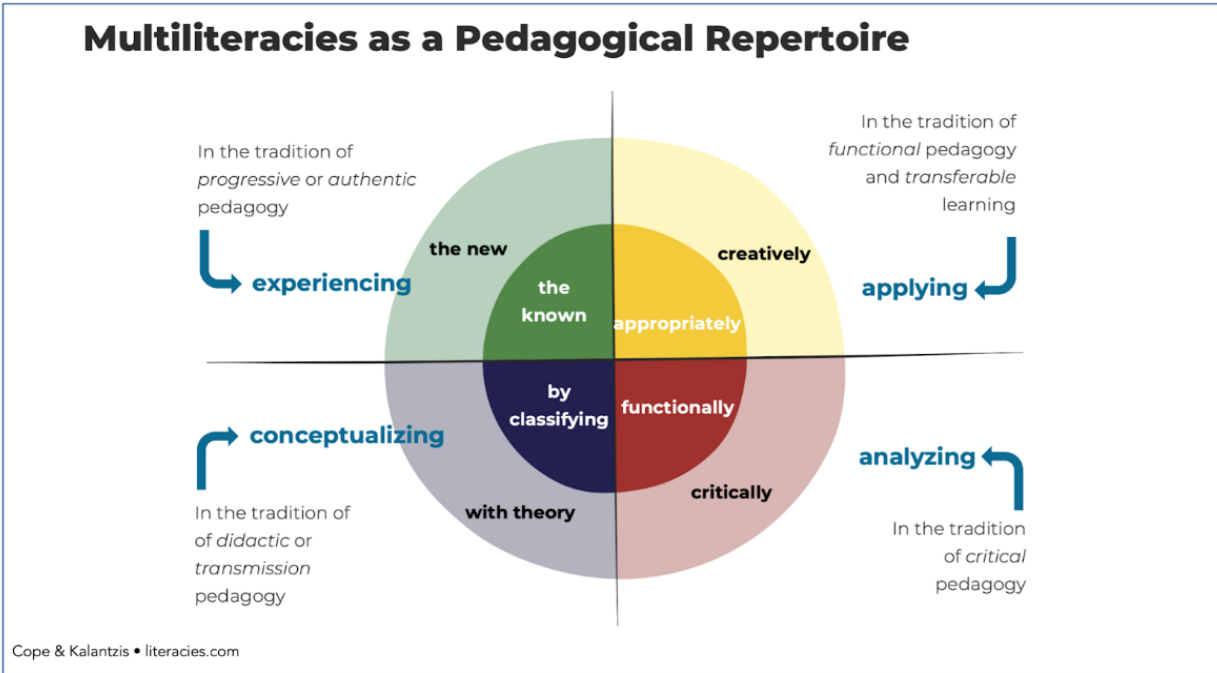 Multiliteracies as a Pedagogical Repertoire
In the tradition of
progressive or authentic
pedagogy
experiencing
the new
the
known
In the tradition of
functional pedagogy
and transferable
learning
creatively
appropriately
applying
by
classifying
conceptualizing
with theory
In the tradition of
of didactic or
transmission
pedagogy
functionally
critically
analyzing
In the tradition
of critical
pedagogy
Cope & Kalantzis • literacies.com